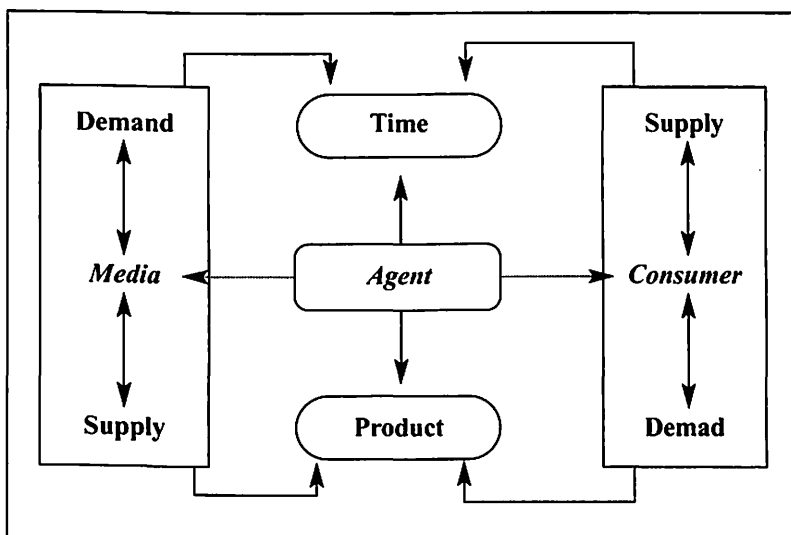 Demand
Time
Supply
Media
Agent
Consumer
Supply
Product
Demad